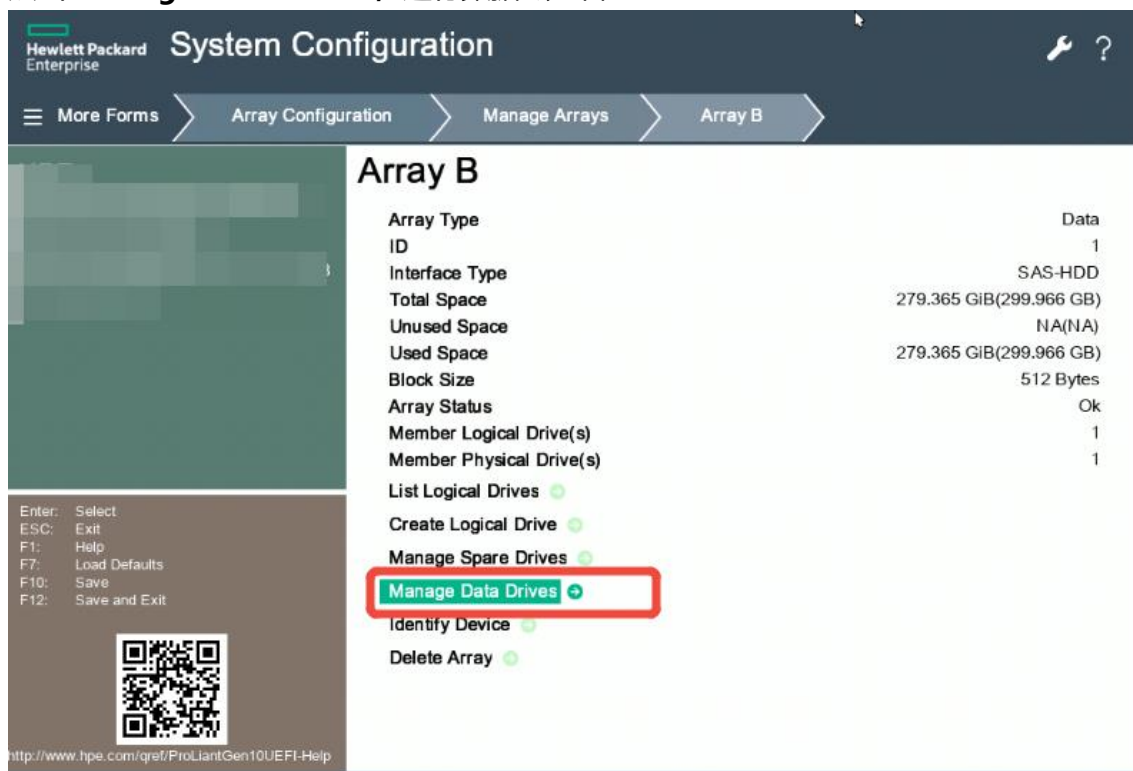 Hewlett Packard
Enterprise
System Configuration
?
More Forms
Array Configuration
Manage Arrays
Array B
Array B
Array Type Data
ID 1
Interface Type SAS-HDD
Total Space 279.365 GiB(299.966 GB)
Unused Space NA(NA)
Used Space 279.365 GiB(299.966 GB)
Block Size 512 Bytes
Array Status Ok
Member Logical Drive(s) 1
Member Physical Drive(s) 1
List Logical Drives
Create Logical Drive
Manage Spare Drives
Manage Data Drives
Identify Device
Delete Array
Enter: Select
ESC: Exit
F1: Help
F7: Load Defaults
F10: Save
F12: Save and Exit
http://www.hpe.com/qref/ProLiantGen10UEFI-Help